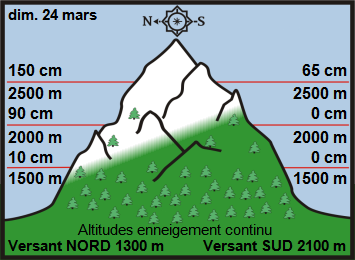 dim. 24 mars
N S
150 cm 65 cm
2500 m 2500 m
90 cm 0 cm
2000 m 2000 m
10 cm 0 cm
1500 m 1500 m
Altitudes enneigement continu
Versant NORD 1300 m Versant SUD 2100 m